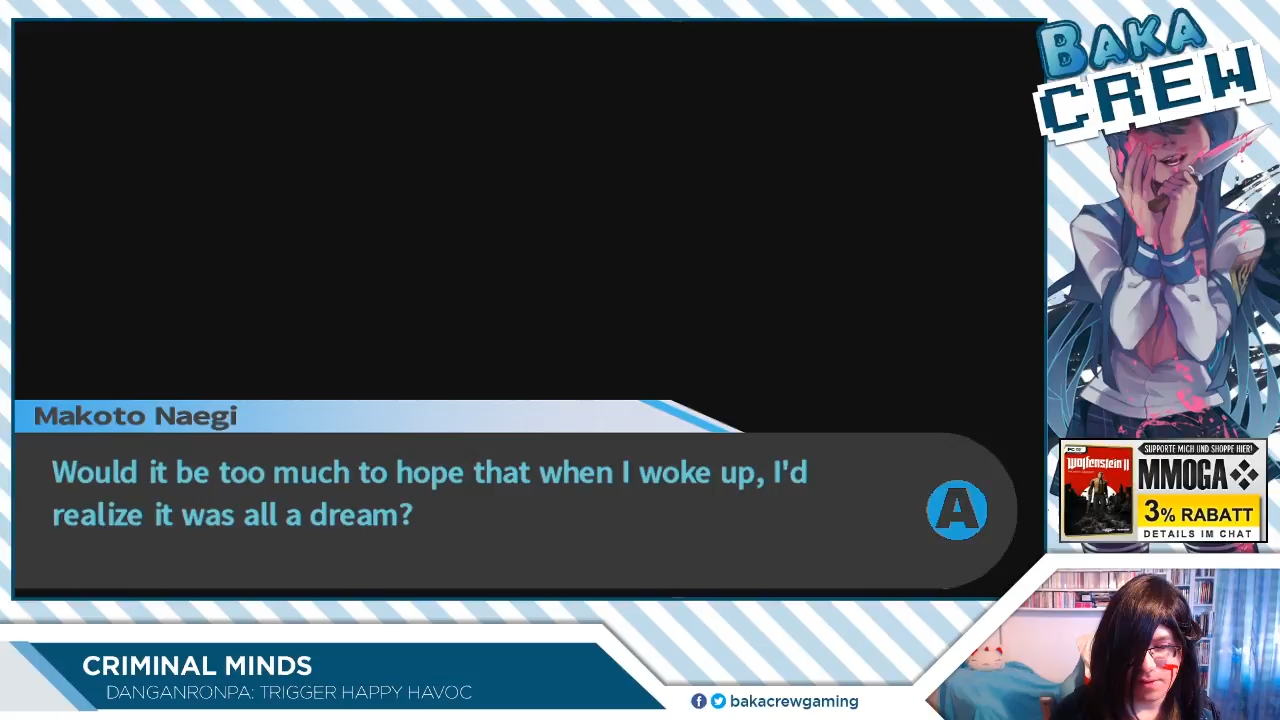 BAKA
CREW
Makoto Naegi
Would it be too much to hope that when I woke up, I'd
realize it was all a dream?
A
PC
SUPPORTE MICH UND SHOPPE HIER!
Wolfenstein II
MMOGA
3% RABATT
DETAILS IM CHAT
CRIMINAL MINDS
DANGANRONPA: TRIGGER HAPPY HAVOC
f bakacrewgaming